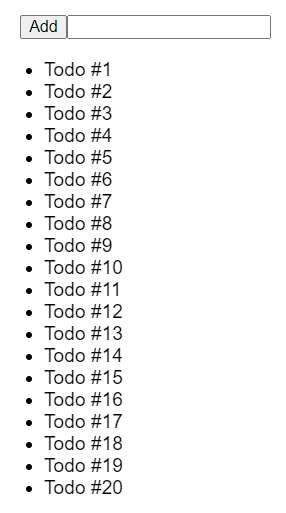 Add
Todo #1
Todo #2
Todo #3
Todo #4
Todo #5
Todo #6
Todo #7
Todo #8
Todo #9
Todo #10
Todo #11
Todo #12
Todo #13
Todo #14
Todo #15
Todo #16
Todo #17
Todo #18
Todo #19
Todo #20